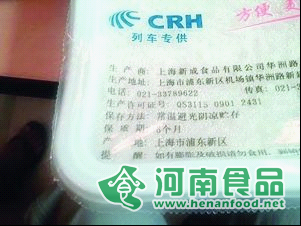 CRH
列车专供
方便
生 产 商: 上海新成食品有限公司华洲路
生产地址: 上海市浦东新区机场镇华洲路
电话: 021-33789622 传真: 021-
生产许可证号: QS3115 0901 2431
保存方法: 常温避光阴凉贮存
保 质 期: 6个月
产 地: 上海市浦东新区
提 醒: 如有膨胀及破损请勿食用。
河南食品
www.henanfood.net